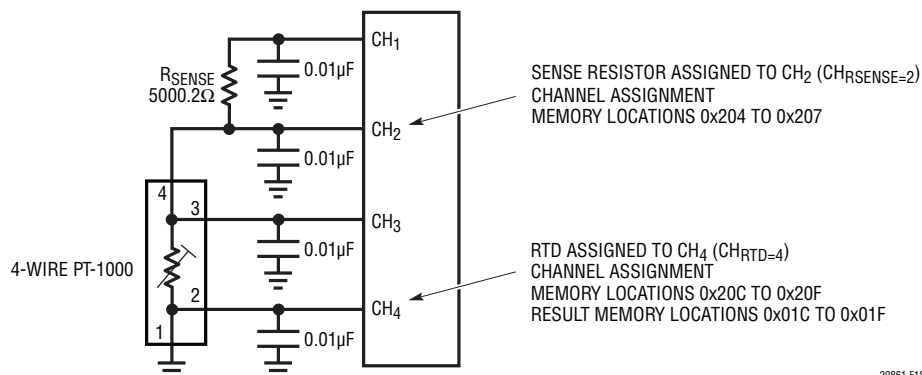 CH1
0.01µF
RSENSE
5000.2Ω
CH2
0.01µF
SENSE RESISTOR ASSIGNED TO CH2 (CHRSENSE=2)
CHANNEL ASSIGNMENT
MEMORY LOCATIONS 0x204 TO 0x207
4
3
CH3
0.01µF
4-WIRE PT-1000
2
CH4
1
0.01µF
RTD ASSIGNED TO CH4 (CHRTD=4)
CHANNEL ASSIGNMENT
MEMORY LOCATIONS 0x20C TO 0x20F
RESULT MEMORY LOCATIONS 0x01C TO 0x01F